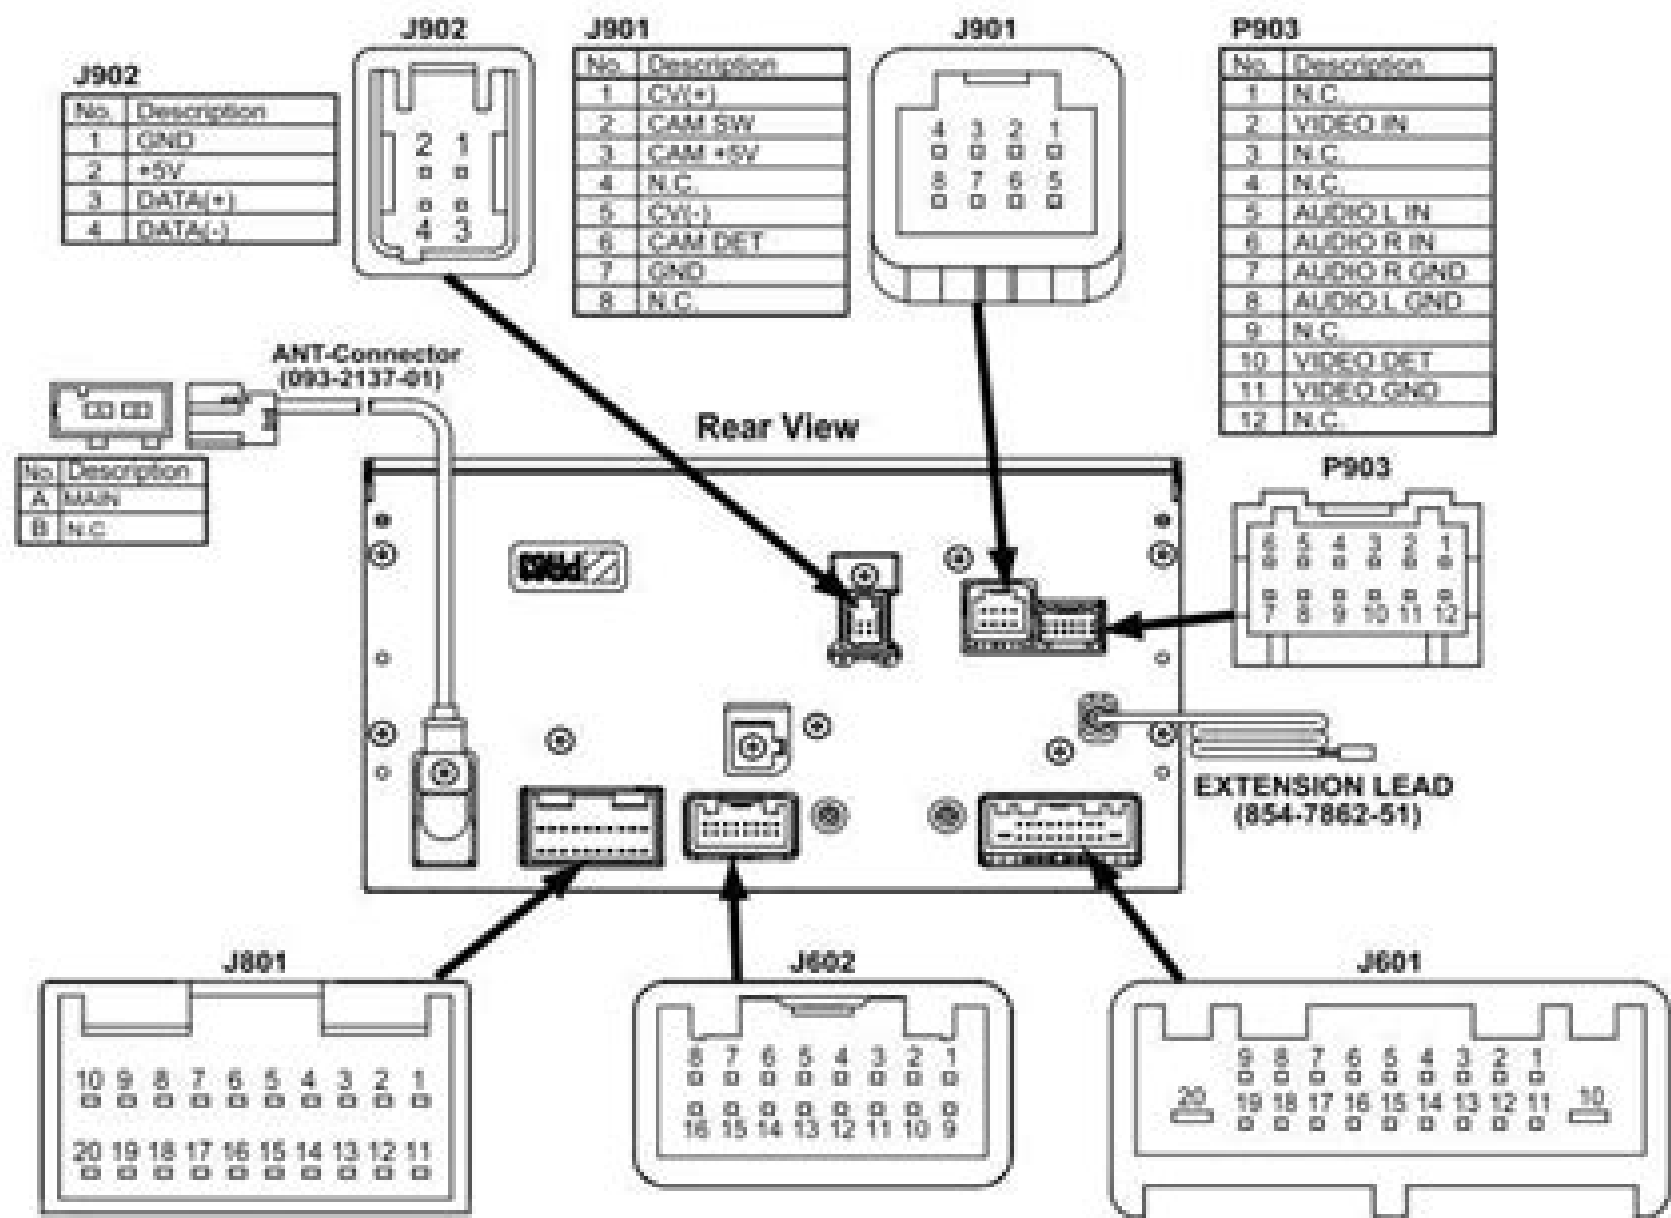 J902
J901
J901
P903
J902
No. Description
1 GND
2 +5V
3 DATA(+)
4 DATA(-)
2 1
4 3
No. Description
1 CV(+)
2 CAM SW
3 CAM +5V
4 N.C.
5 CV(-)
6 CAM DET
7 GND
8 N.C.
4 3 2 1
8 7 6 5
No. Description
1 N.C.
2 VIDEO IN
3 N.C.
4 N.C.
5 AUDIO L IN
6 AUDIO R IN
7 AUDIO R GND
8 AUDIO L GND
9 N.C.
10 VIDEO DET
11 VIDEO GND
12 N.C.
ANT-Connector
(093-2137-01)
No. Description
A MAIN
B N.C
Rear View
P903
6 5 4 3 2 1
7 8 9 10 11 12
EXTENSION LEAD
(854-7862-51)
J801
10 9 8 7 6 5 4 3 2 1
20 19 18 17 16 15 14 13 12 11
J602
8 7 6 5 4 3 2 1
16 15 14 13 12 11 10 9
J601
9 8 7 6 5 4 3 2 1
20 19 18 17 16 15 14 13 12 11 10